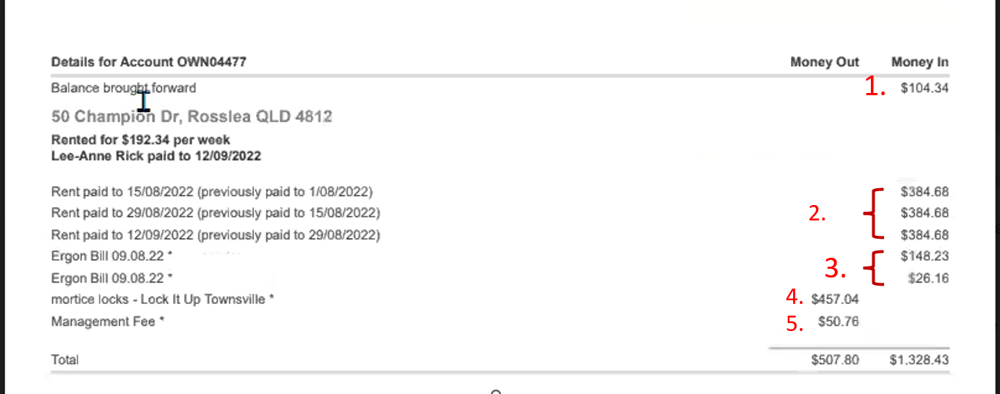 Details for Account OWN04477 Money Out Money In
Balance brought forward 1. $104.34
50 Champion Dr, Rosslea QLD 4812
Rented for $192.34 per week
Lee-Anne Rick paid to 12/09/2022
Rent paid to 15/08/2022 (previously paid to 1/08/2022) $384.68
Rent paid to 29/08/2022 (previously paid to 15/08/2022) 2. $384.68
Rent paid to 12/09/2022 (previously paid to 29/08/2022) $384.68
Ergon Bill 09.08.22 * $148.23
3.
Ergon Bill 09.08.22 * $26.16
mortice locks - Lock It Up Townsville * 4. $457.04
Management Fee * 5. $50.76
Total $507.80 $1,328.43